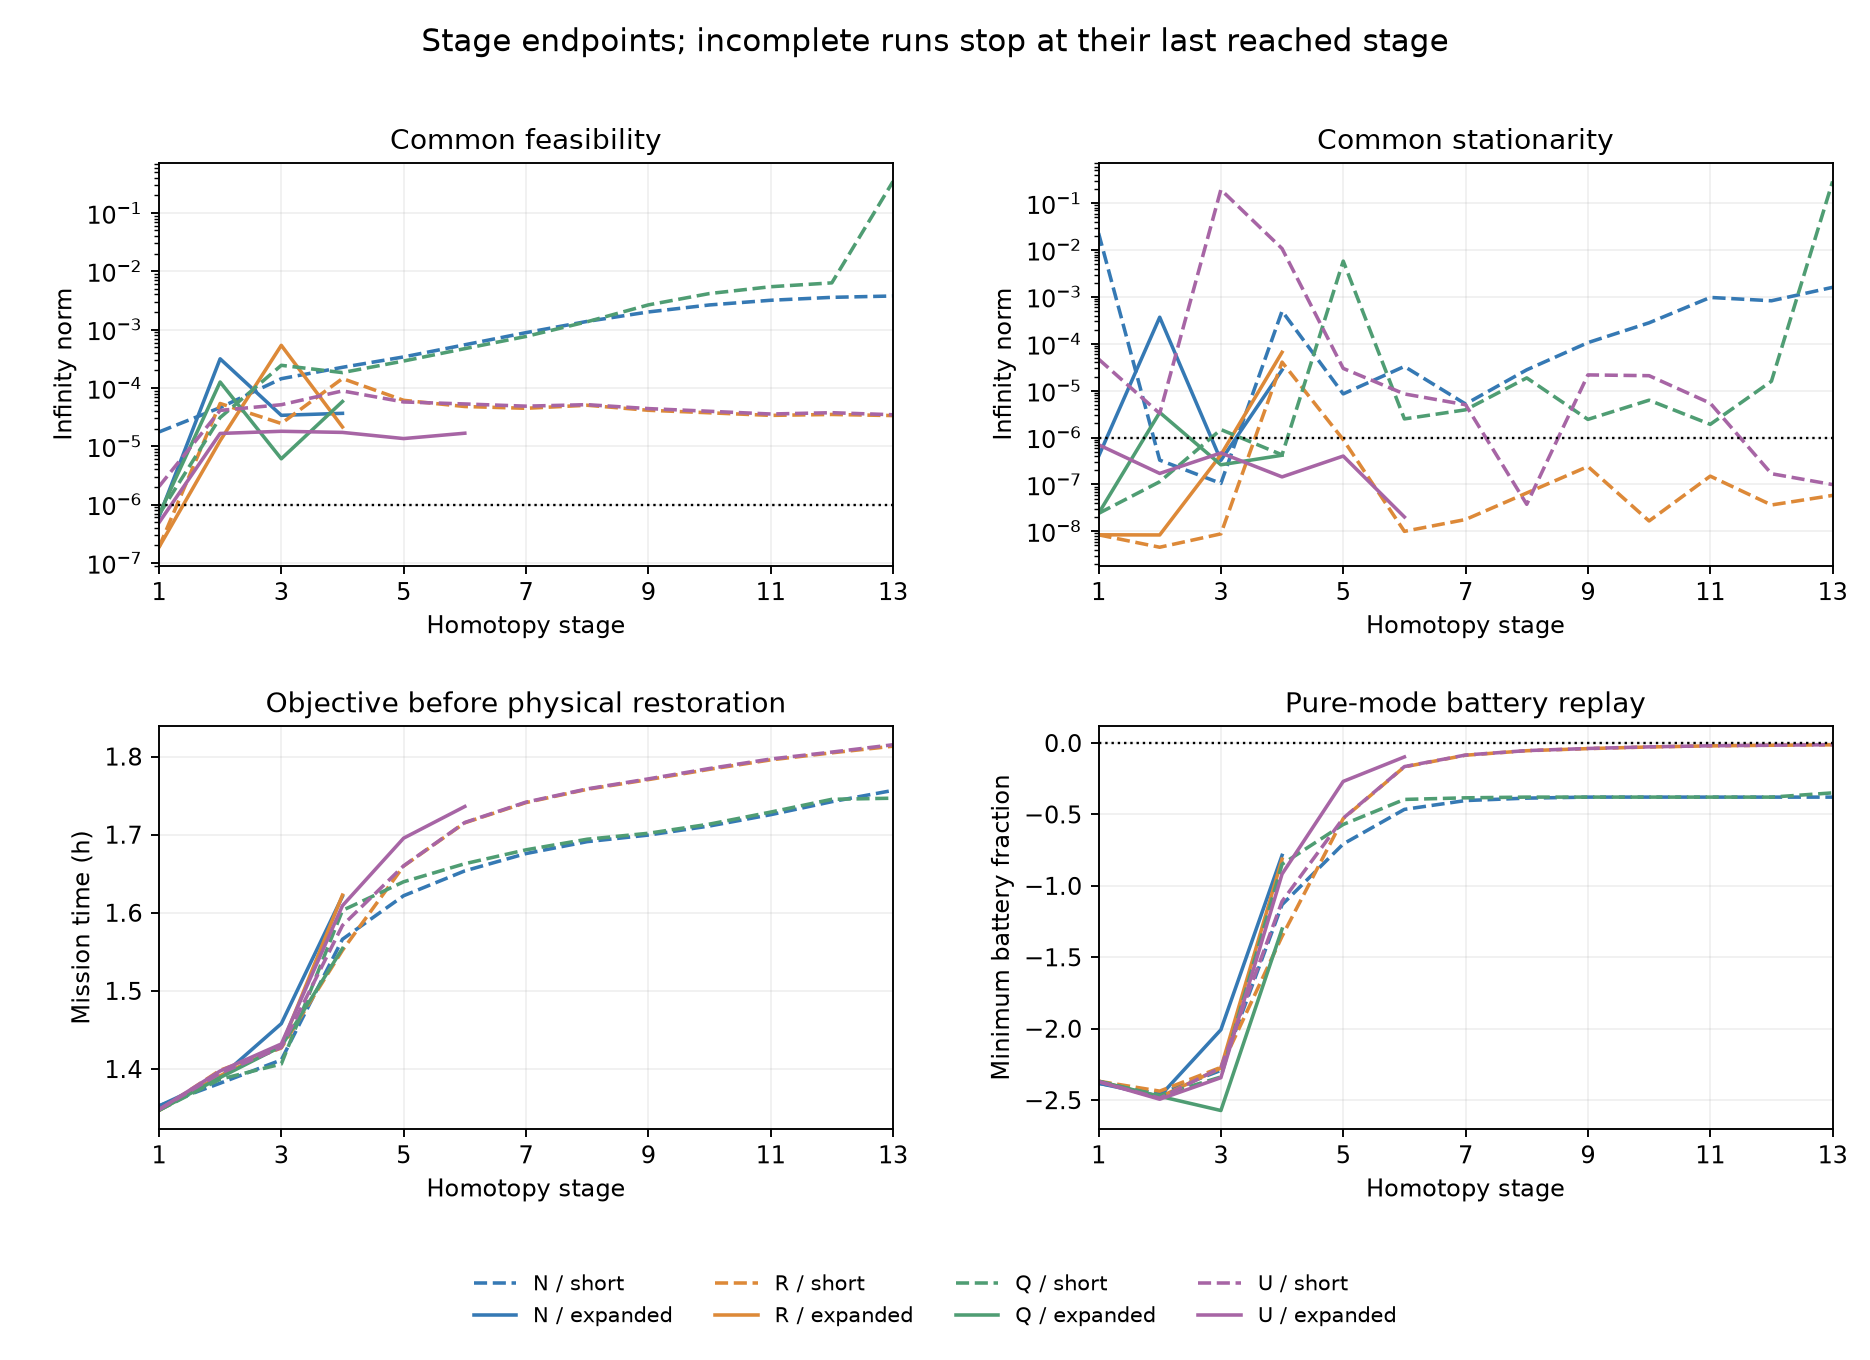 Stage endpoints; incomplete runs stop at their last reached stage
Common feasibility
Infinity norm
10⁻¹
10⁻²
10⁻³
10⁻⁴
10⁻⁵
10⁻⁶
10⁻⁷
1 3 5 7 9 11 13
Homotopy stage
Common stationarity
Infinity norm
10⁻¹
10⁻²
10⁻³
10⁻⁴
10⁻⁵
10⁻⁶
10⁻⁷
10⁻⁸
1 3 5 7 9 11 13
Homotopy stage
Objective before physical restoration
Mission time (h)
1.8
1.7
1.6
1.5
1.4
1 3 5 7 9 11 13
Homotopy stage
Pure-mode battery replay
Minimum battery fraction
0.0
−0.5
−1.0
−1.5
−2.0
−2.5
1 3 5 7 9 11 13
Homotopy stage
N / short R / short Q / short U / short
N / expanded R / expanded Q / expanded U / expanded